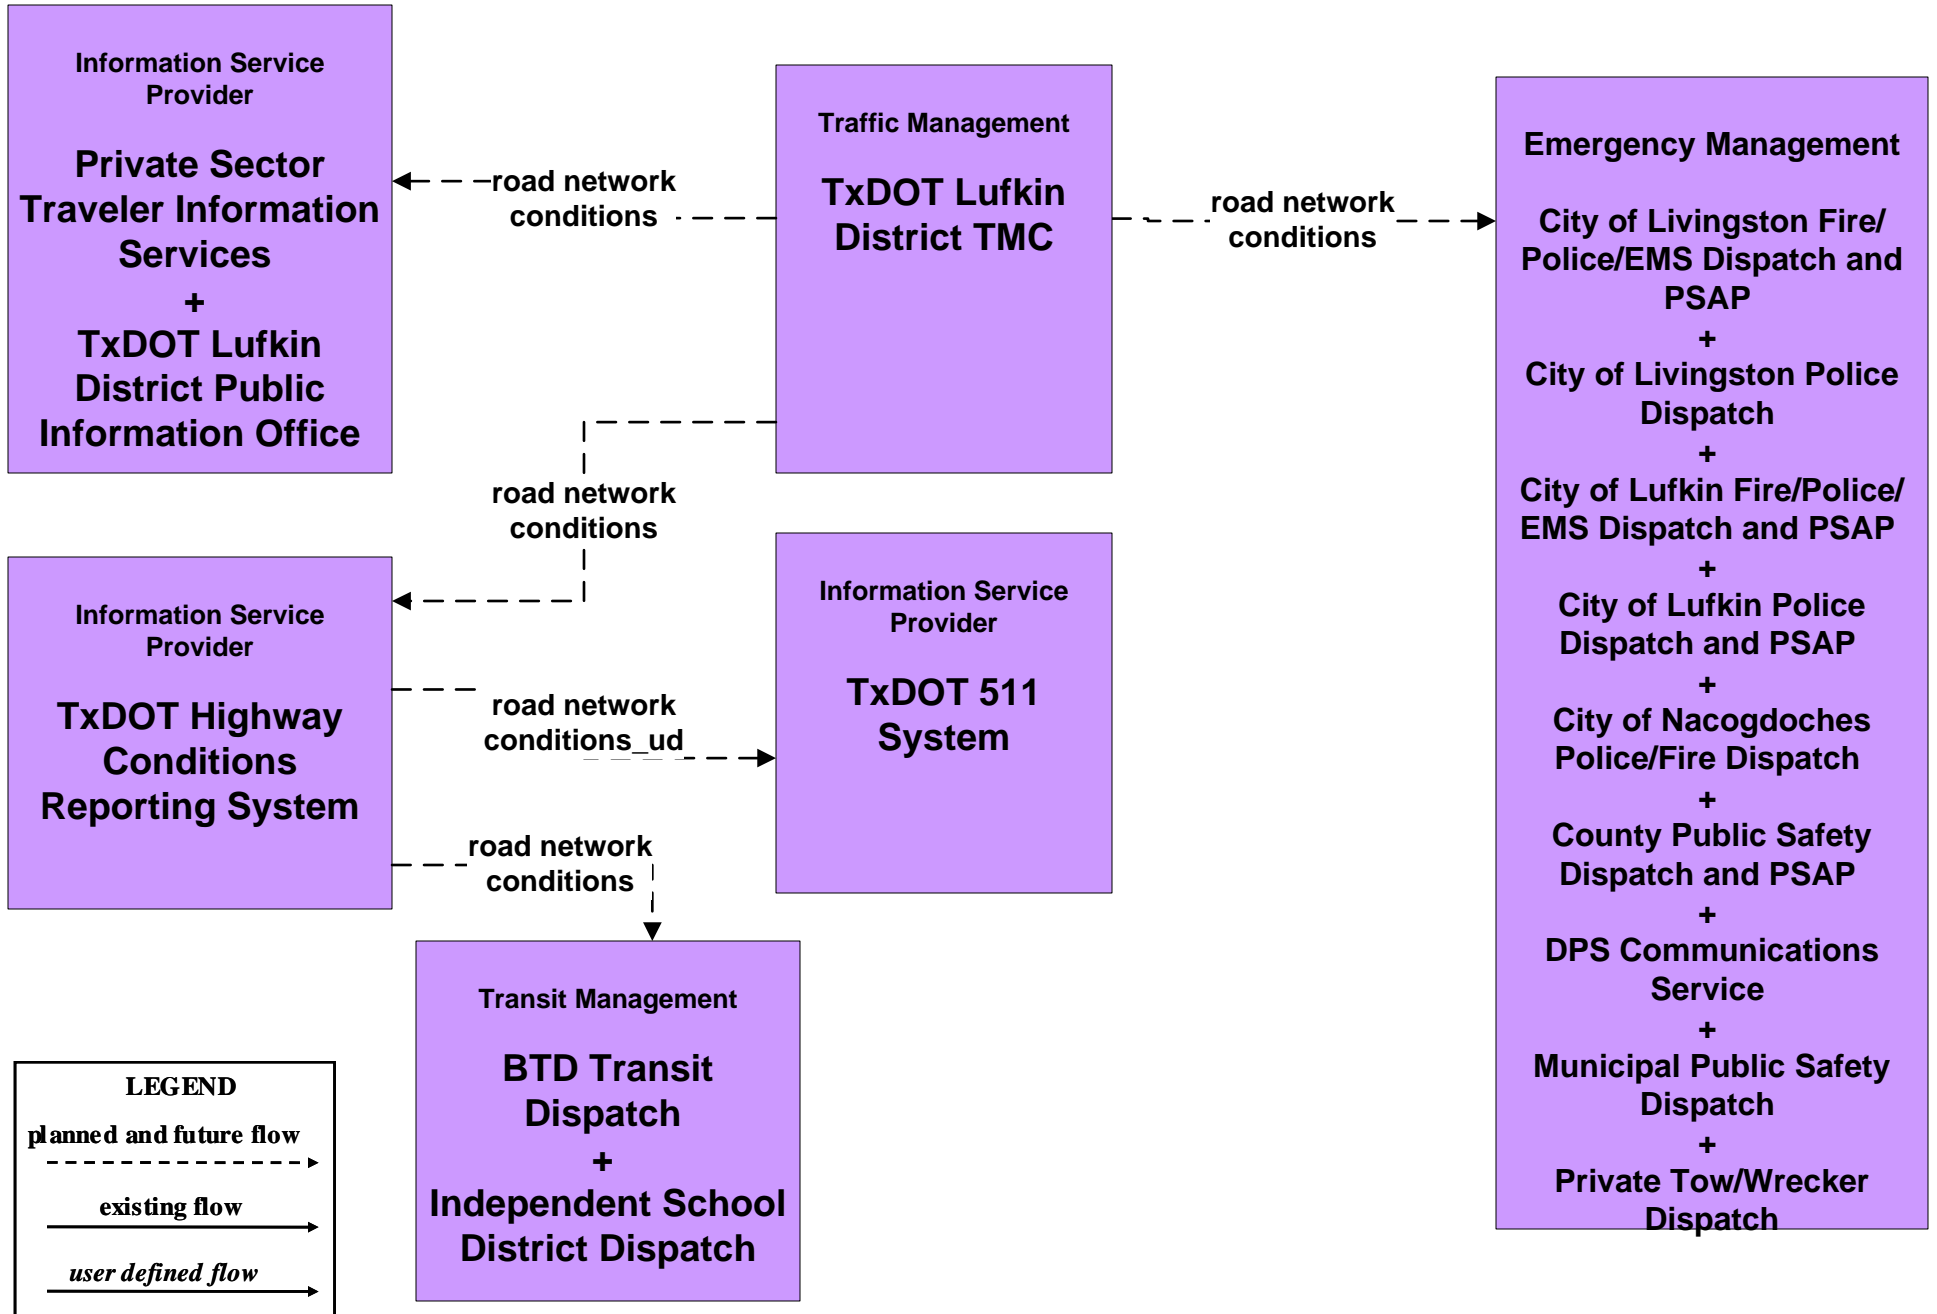 Information Service
Provider
Private Sector
Traveler Information
Services
+
TxDOT Lufkin
District Public
Information Office
road network
conditions
Traffic Management
TxDOT Lufkin
District TMC
road network
conditions
Emergency Management
City of Livingston Fire/
Police/EMS Dispatch and
PSAP
+
City of Livingston Police
Dispatch
+
City of Lufkin Fire/Police/
EMS Dispatch and PSAP
+
City of Lufkin Police
Dispatch and PSAP
+
City of Nacogdoches
Police/Fire Dispatch
+
County Public Safety
Dispatch and PSAP
+
DPS Communications
Service
+
Municipal Public Safety
Dispatch
+
Private Tow/Wrecker
Dispatch
road network
conditions
Information Service
Provider
TxDOT Highway
Conditions
Reporting System
road network
conditions_ud
Information Service
Provider
TxDOT 511
System
road network
conditions
Transit Management
BTD Transit
Dispatch
+
Independent School
District Dispatch
LEGEND
planned and future flow
existing flow
user defined flow